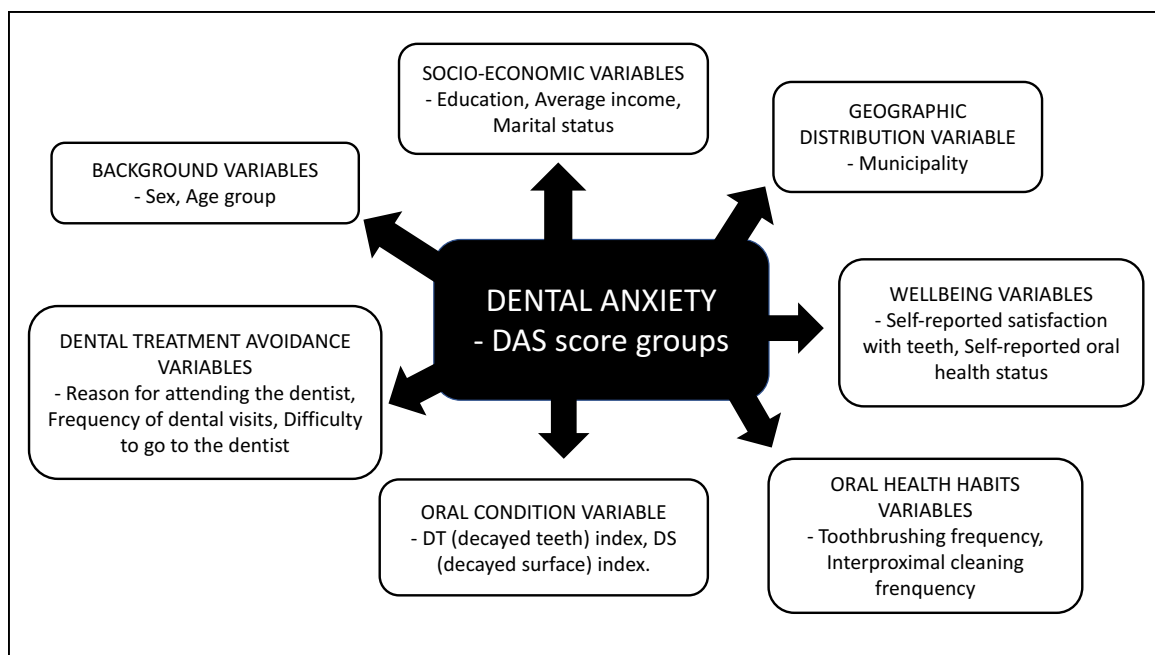 SOCIO-ECONOMIC VARIABLES
- Education, Average income,
Marital status
GEOGRAPHIC
DISTRIBUTION VARIABLE
- Municipality
BACKGROUND VARIABLES
- Sex, Age group
DENTAL ANXIETY
- DAS score groups
WELLBEING VARIABLES
- Self-reported satisfaction
with teeth, Self-reported oral
health status
DENTAL TREATMENT AVOIDANCE
VARIABLES
- Reason for attending the dentist,
Frequency of dental visits, Difficulty
to go to the dentist
ORAL CONDITION VARIABLE
- DT (decayed teeth) index, DS
(decayed surface) index.
ORAL HEALTH HABITS
VARIABLES
- Toothbrushing frequency,
Interproximal cleaning
frenquency